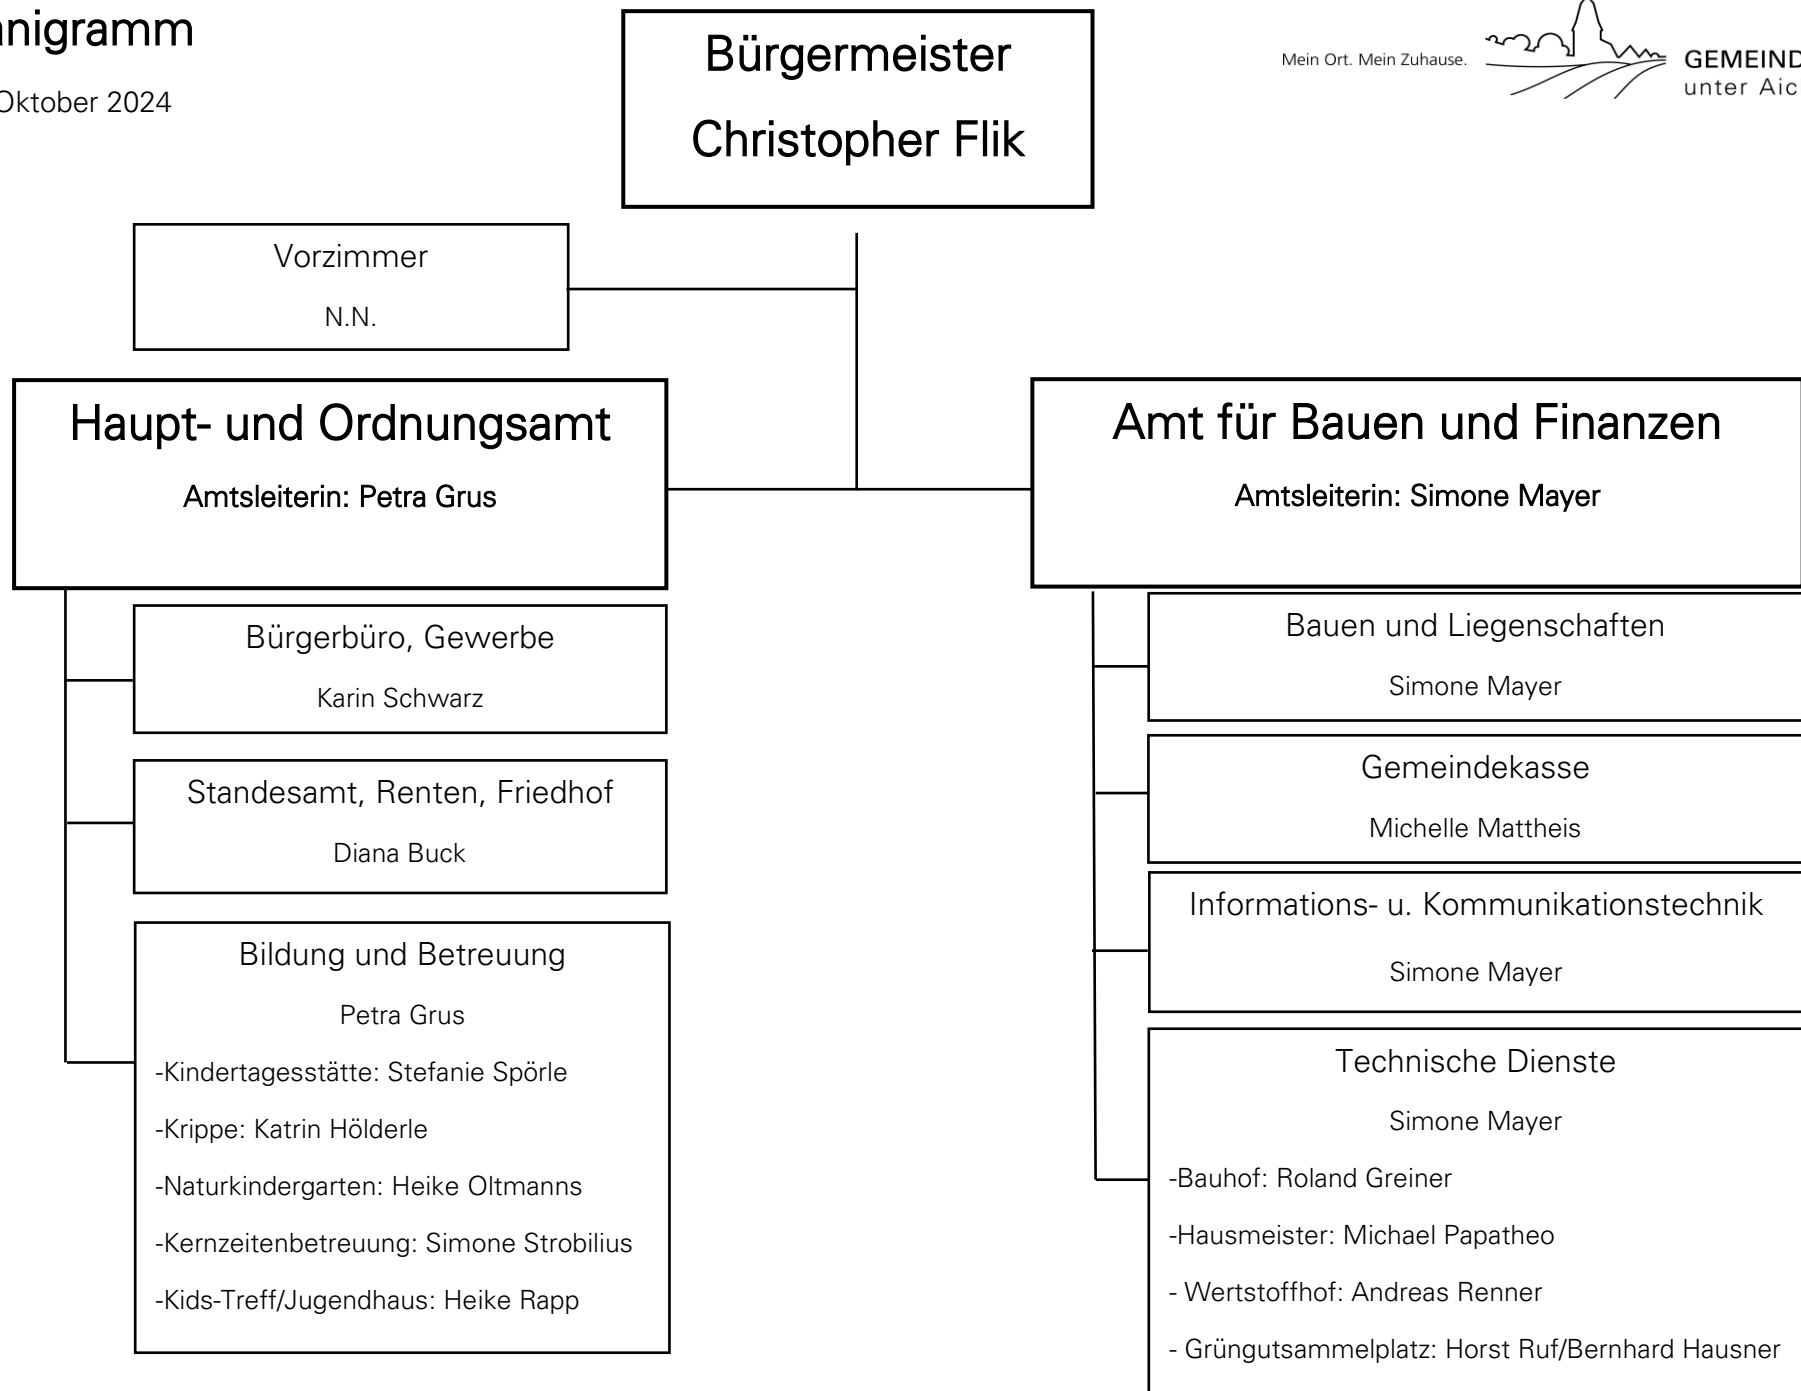 nigramm
Oktober 2024
Bürgermeister
Christopher Flik
Mein Ort. Mein Zuhause.
GEMEIND
unter Aic
Vorzimmer
N.N.
Haupt- und Ordnungsamt
Amtsleiterin: Petra Grus
Bürgerbüro, Gewerbe
Karin Schwarz
Standesamt, Renten, Friedhof
Diana Buck
Bildung und Betreuung
Petra Grus
-Kindertagesstätte: Stefanie Spörle
-Krippe: Katrin Hölderle
-Naturkindergarten: Heike Oltmanns
-Kernzeitenbetreuung: Simone Strobilius
-Kids-Treff/Jugendhaus: Heike Rapp
Amt für Bauen und Finanzen
Amtsleiterin: Simone Mayer
Bauen und Liegenschaften
Simone Mayer
Gemeindekasse
Michelle Mattheis
Informations- u. Kommunikationstechnik
Simone Mayer
Technische Dienste
Simone Mayer
-Bauhof: Roland Greiner
-Hausmeister: Michael Papatheo
- Wertstoffhof: Andreas Renner
- Grüngutsammelplatz: Horst Ruf/Bernhard Hausner